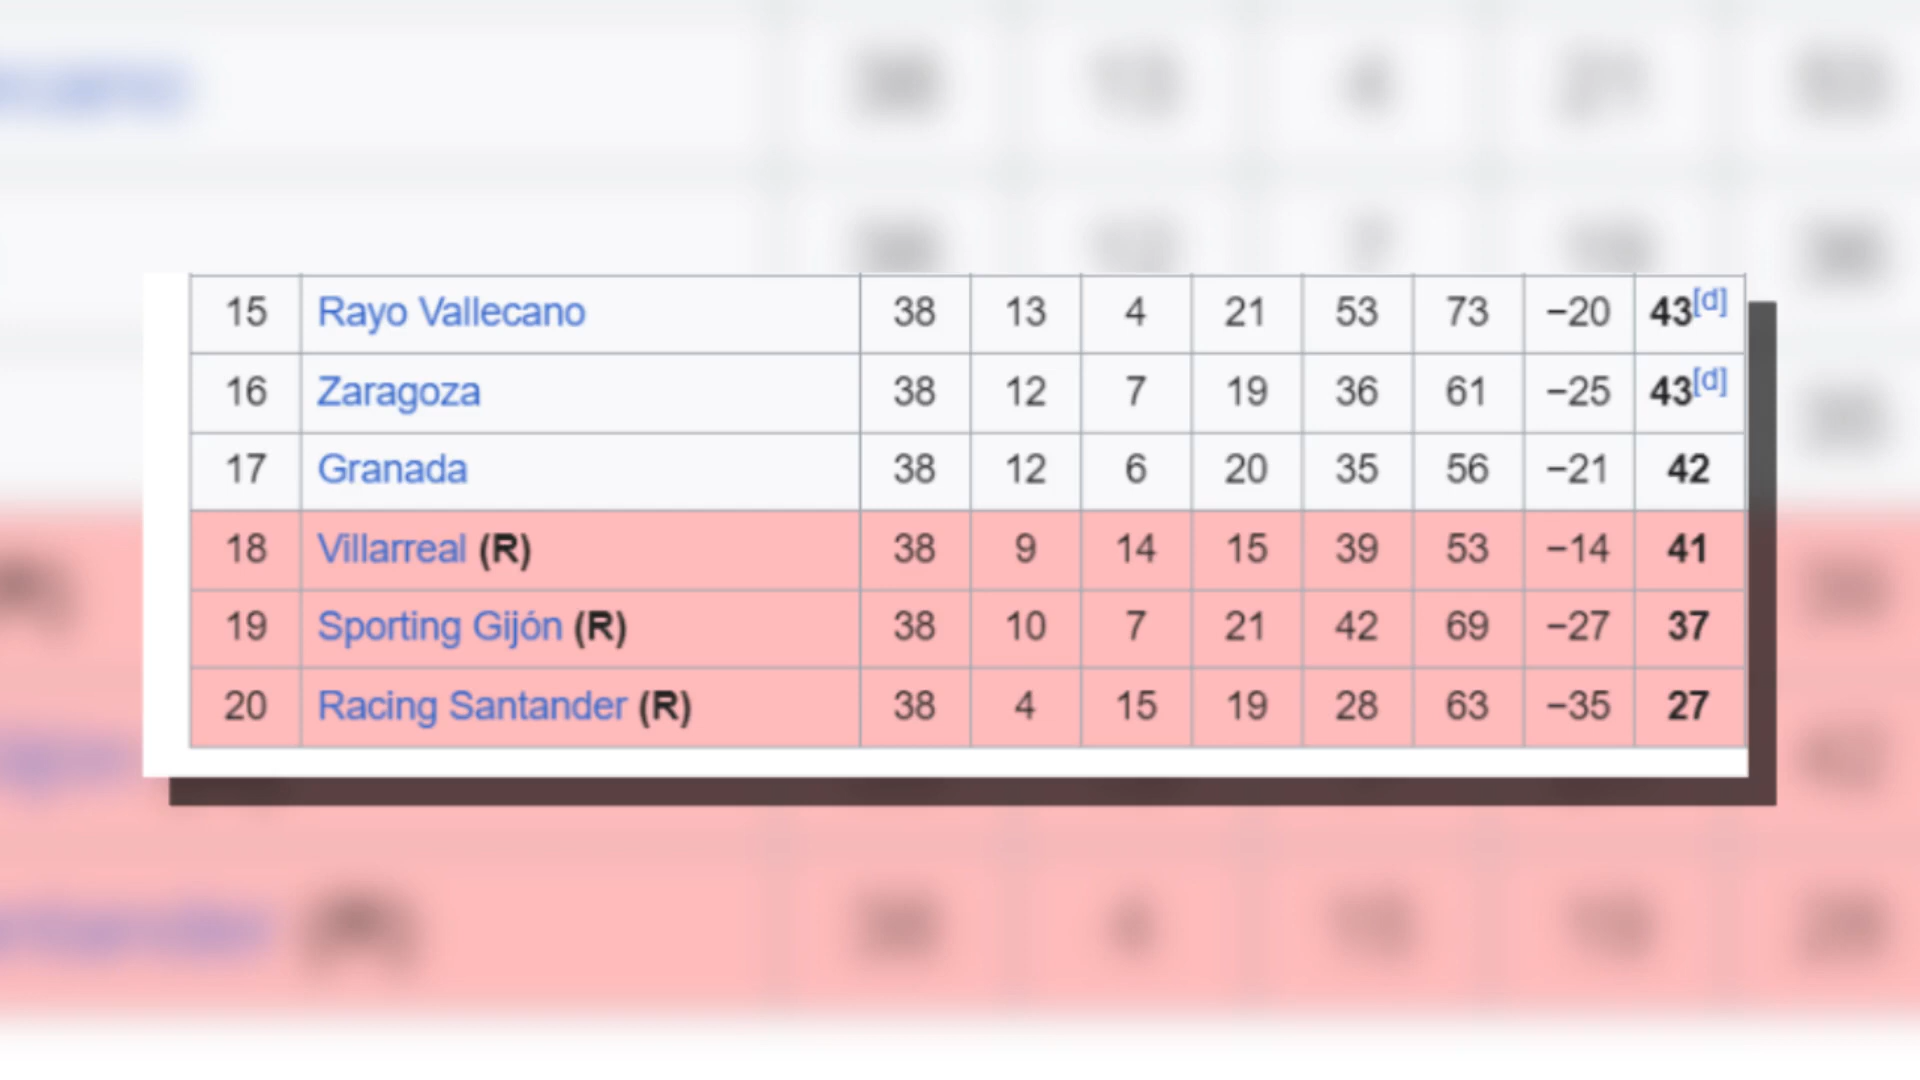 15 Rayo Vallecano 38 13 4 21 53 73 −20 43[d]
16 Zaragoza 38 12 7 19 36 61 −25 43[d]
17 Granada 38 12 6 20 35 56 −21 42
18 Villarreal (R) 38 9 14 15 39 53 −14 41
19 Sporting Gijón (R) 38 10 7 21 42 69 −27 37
20 Racing Santander (R) 38 4 15 19 28 63 −35 27